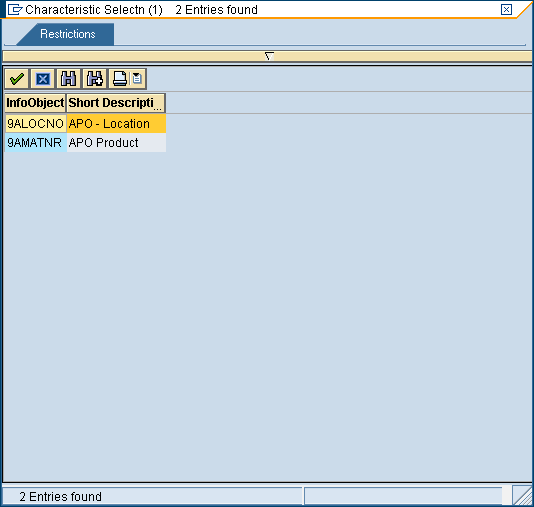 Characteristic Selectn (1) 2 Entries found
Restrictions
InfoObject Short Descripti...
9ALOCNO APO - Location
9AMATNR APO Product
2 Entries found